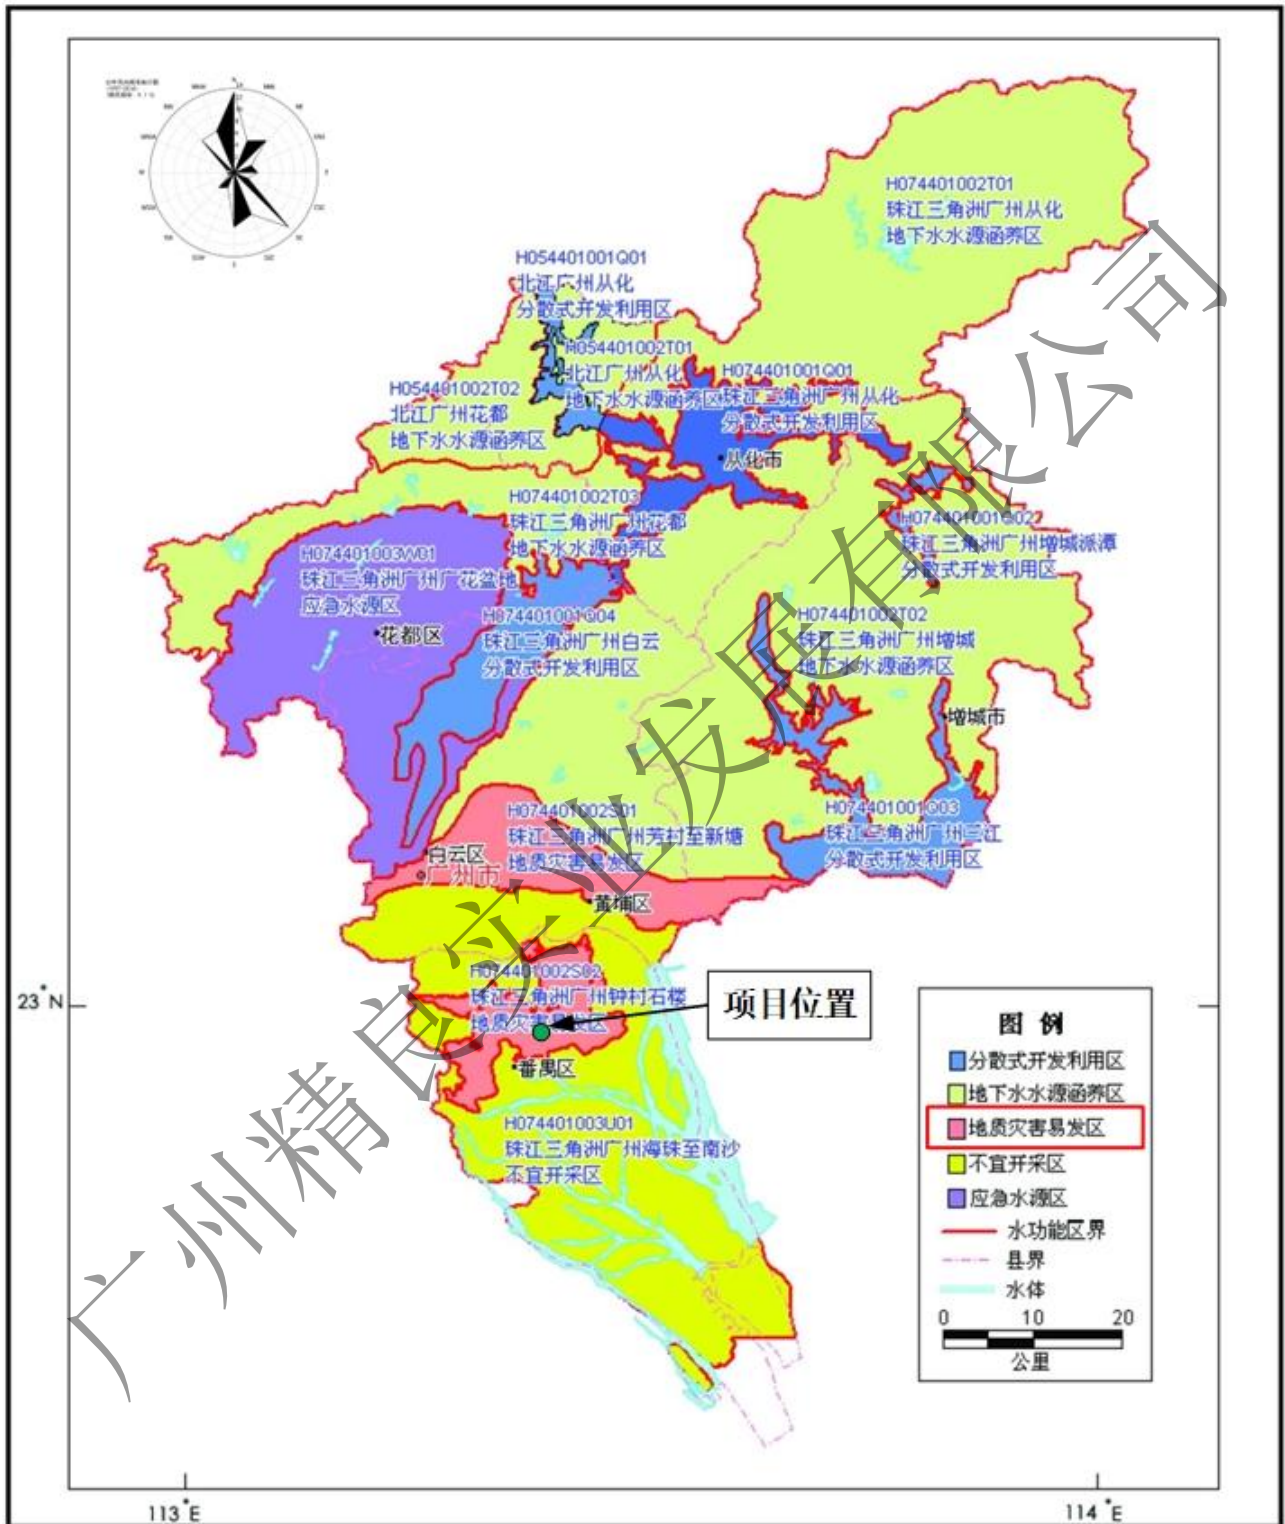 H074401002T01
珠江三角洲广州从化
地下水水源涵养区
H054401001Q01
北江广州从化
分散式开发利用区
H054401002T01
北江广州从化
地下水水源涵养区
H074401001Q01
珠江三角洲广州从化
分散式开发利用区
H054401002T02
北江广州花都
地下水水源涵养区
从化市
H074401002T03
珠江三角洲广州花都
地下水水源涵养区
H074401001Q02
珠江三角洲广州增城派潭
分散式开发利用区
H074401003W01
珠江三角洲广州广花盆地
应急水源区
花都区
H074401001Q04
珠江三角洲广州白云
分散式开发利用区
H074401002T02
珠江三角洲广州增城
地下水水源涵养区
增城市
H074401002S01
珠江三角洲广州芳村至新塘
地质灾害易发区
H074401001Q03
珠江三角洲广州三江
分散式开发利用区
白云区
广州市
黄埔区
H074401002S02
珠江三角洲广州钟村石楼
地质灾害易发区
项目位置
番禺区
H074401003U01
珠江三角洲广州海珠至南沙
不宜开采区
23°N
图 例
分散式开发利用区
地下水水源涵养区
地质灾害易发区
不宜开采区
应急水源区
水功能区界
县界
水体
0 10 20
公里
113°E
114°E
广州精良实业发展有限公司